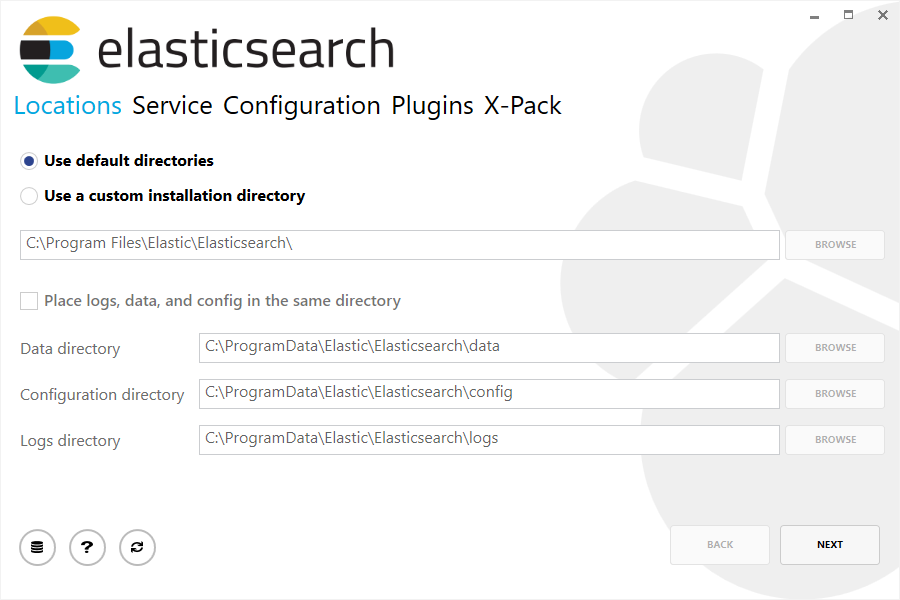 elasticsearch
Locations Service Configuration Plugins X-Pack
Use default directories
Use a custom installation directory
C:\Program Files\Elastic\Elasticsearch\ BROWSE
Place logs, data, and config in the same directory
Data directory C:\ProgramData\Elastic\Elasticsearch\data BROWSE
Configuration directory C:\ProgramData\Elastic\Elasticsearch\config BROWSE
Logs directory C:\ProgramData\Elastic\Elasticsearch\logs BROWSE
? BACK NEXT